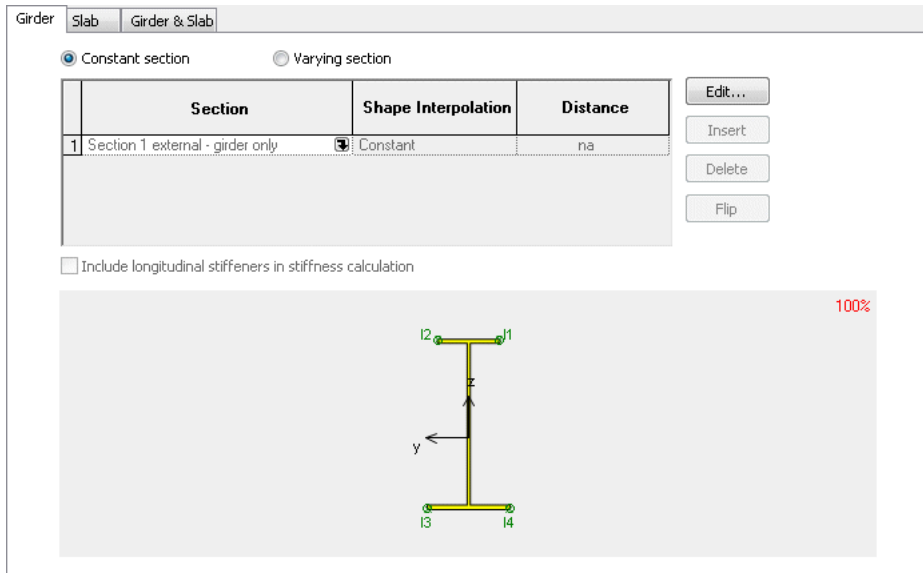 Girder Slab Girder & Slab
Constant section Varying section
Section Shape Interpolation Distance Edit...
Insert
1 Section 1 external - girder only Constant na
Delete
Flip
Include longitudinal stiffeners in stiffness calculation
100%
I2 I1
z
y
I3 I4